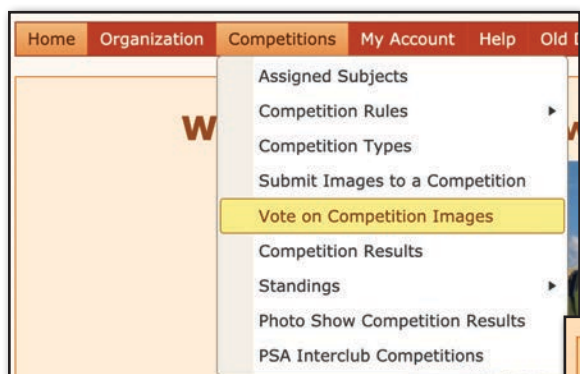 Home Organization Competitions My Account Help Old
Assigned Subjects
Competition Rules
Competition Types
Submit Images to a Competition
Vote on Competition Images
Competition Results
Standings
Photo Show Competition Results
PSA Interclub Competitions